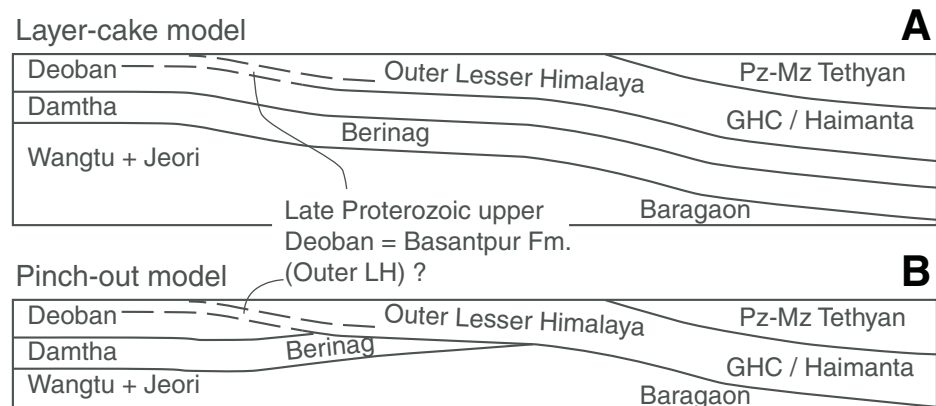 Layer-cake model
A
Deoban
Outer Lesser Himalaya
Pz-Mz Tethyan
Damtha
Berinag
GHC / Haimanta
Wangtu + Jeori
Baragaon
Late Proterozoic upper
Deoban = Basantpur Fm.
(Outer LH) ?
Pinch-out model
B
Deoban
Outer Lesser Himalaya
Pz-Mz Tethyan
Damtha
Berinag
GHC / Haimanta
Wangtu + Jeori
Baragaon